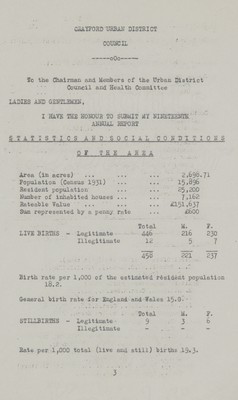 CRAYFORD URBAN DISTRICT
COUNCIL
-----oOo-----
To the Chairman and Members of the Urban District
Council and Health Committee
LADIES AND GENTLEMEN,
I HAVE THE HONOUR TO SUBMIT MY NINETEENTH
ANNUAL REPORT
STATISTICS AND SOCIAL CONDITIONS
OF THE AREA
Area (in acres) ... ... ... 2,698.71
Population (Census 1931) ... ... 15,896
Resident population ... ... 25,200
Number of inhabited houses .. ... 7,162
Rateable Value ... ... £151,637
Sum represented by a penny rate ... £600
Total M. F.
LIVE BIRTHS - Legitimate 446 216 230
Illegitimate 12 5 7
458 221 237
Birth rate per 1,000 of the estimated resident population
18.2.
General birth rate for England and Wales 15.8
Total M. F.
STILLBIRTHS - Legitimate 9 3 6
Illegitimate - - -
Rate per 1,000 total (live and still) births 19.3.
3